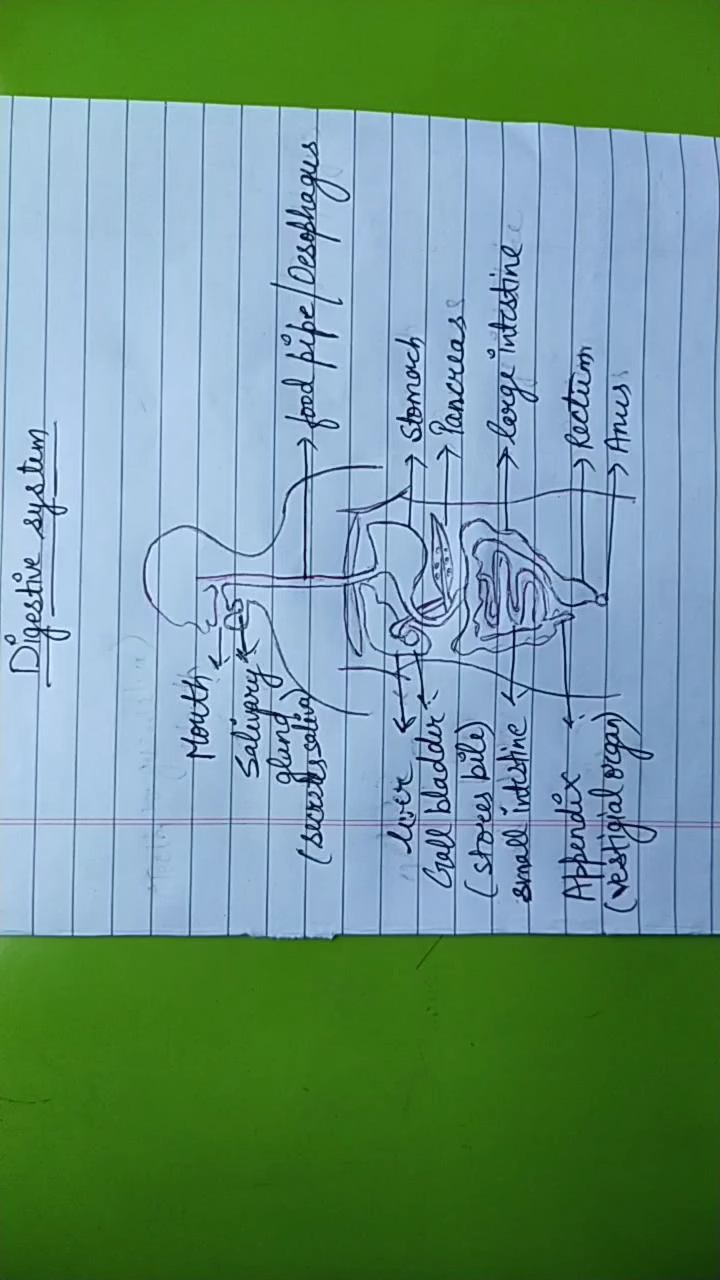 Digestive system
Mouth
Salivary
gland
(secretes saliva)
food pipe/Oesophagus
liver
Stomach
Gall bladder
(stores bile)
Pancreas
small intestine
large intestine
Appendix
(vestigial organ)
Rectum
Anus